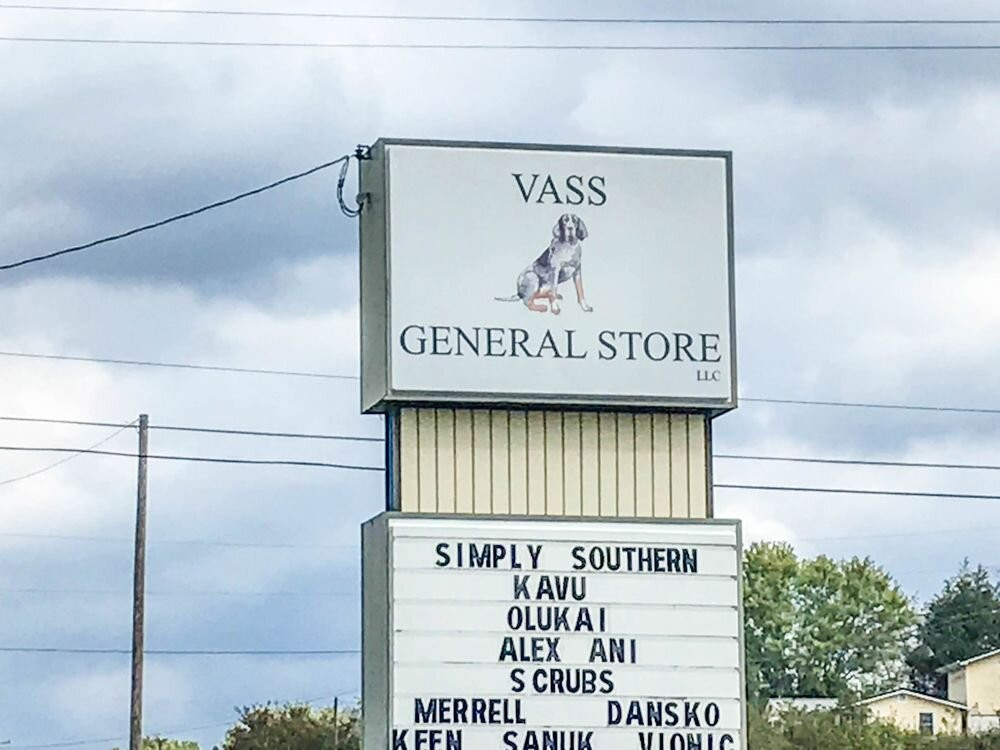 VASS
GENERAL STORE
LLC
SIMPLY SOUTHERN
KAVU
OLUKAI
ALEX ANI
SCRUBS
MERRELL DANSKO
KEEN SANUK VIONIC